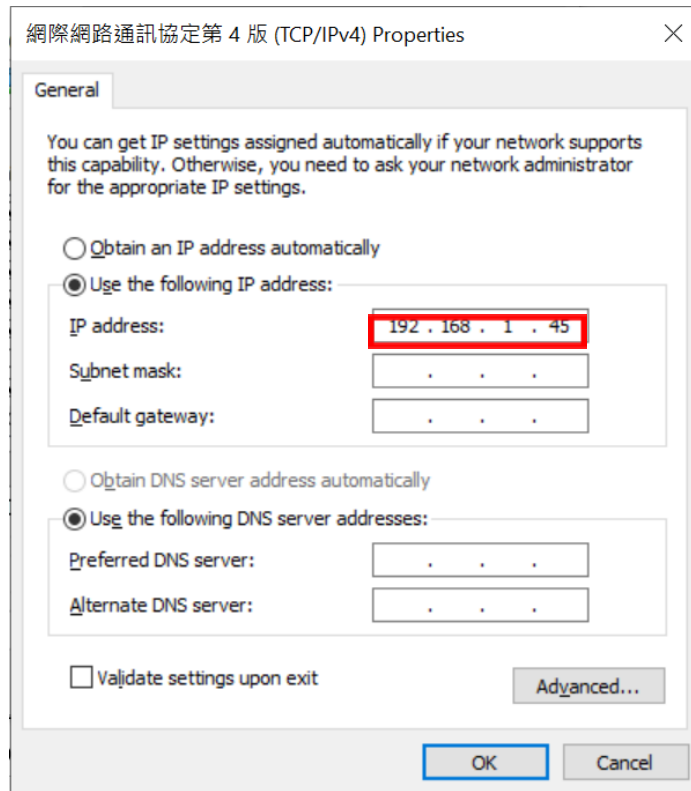 網際網路通訊協定第 4 版 (TCP/IPv4) Properties
General
You can get IP settings assigned automatically if your network supports
this capability. Otherwise, you need to ask your network administrator
for the appropriate IP settings.
Obtain an IP address automatically
Use the following IP address:
IP address: 192 . 168 . 1 . 45
Subnet mask: . . .
Default gateway: . . .
Obtain DNS server address automatically
Use the following DNS server addresses:
Preferred DNS server: . . .
Alternate DNS server: . . .
Validate settings upon exit
Advanced...
OK Cancel